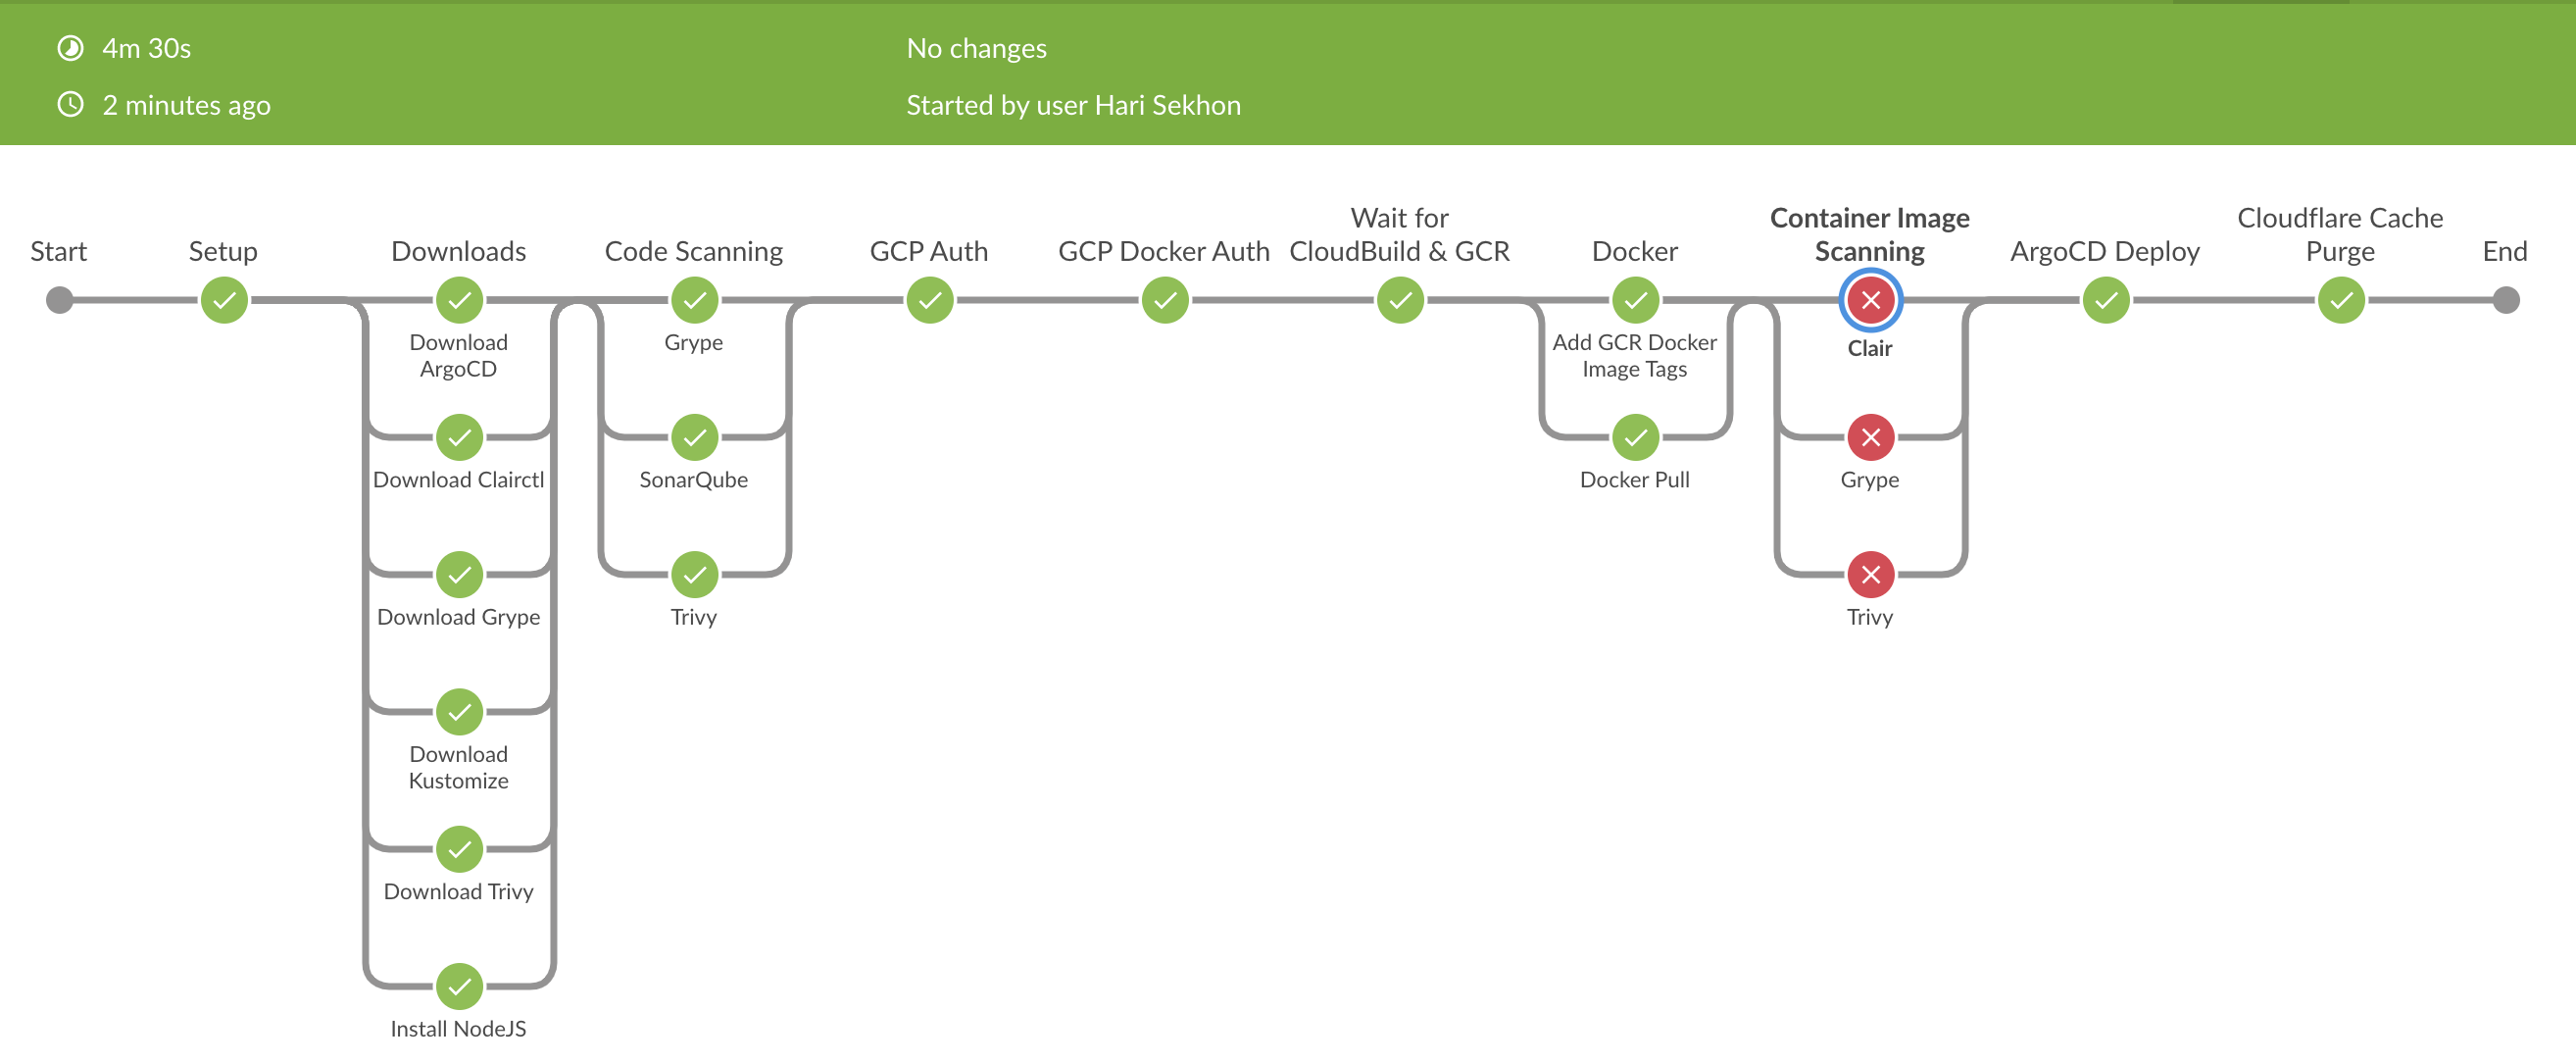 4m 30s
No changes
2 minutes ago
Started by user Hari Sekhon
Start
Setup
Downloads
Code Scanning
GCP Auth
GCP Docker Auth
Wait for
CloudBuild & GCR
Docker
Container Image
Scanning
ArgoCD Deploy
Cloudflare Cache
Purge
End
Download
ArgoCD
Download Clairctl
Download Grype
Download
Kustomize
Download Trivy
Install NodeJS
Grype
SonarQube
Trivy
Add GCR Docker
Image Tags
Docker Pull
Clair
Grype
Trivy